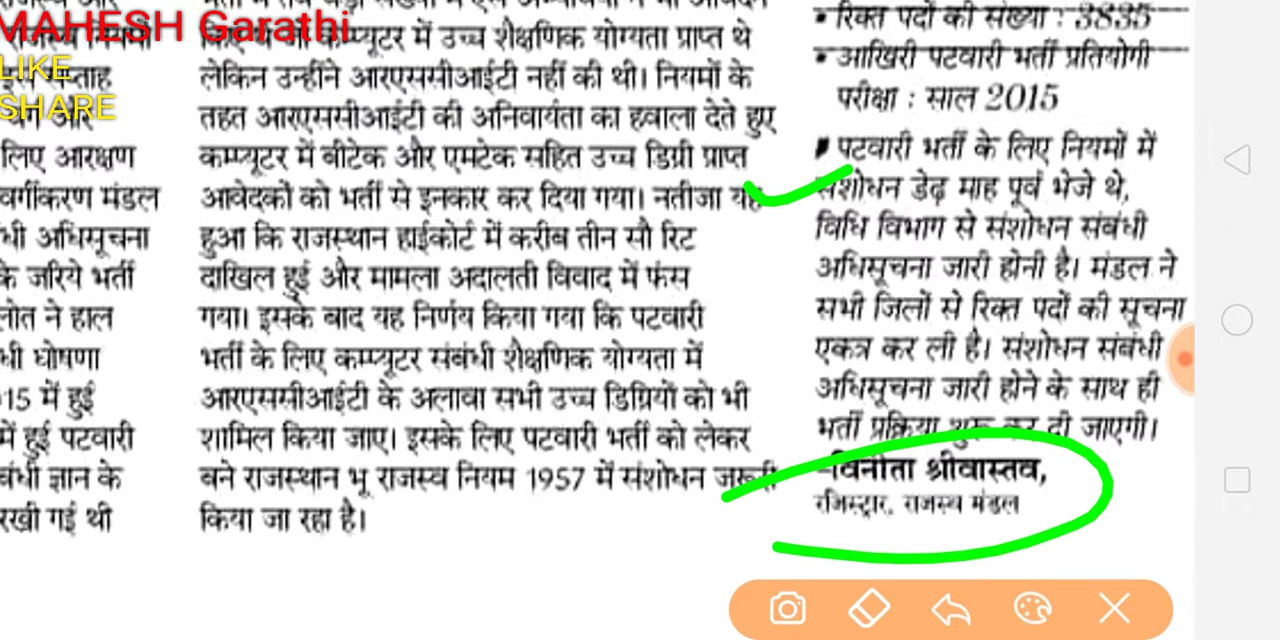 MAHESH Garathi
LIKE
SHARE
सप्ताह
और
लिए आरक्षण
वर्गीकरण मंडल
भी अधिसूचना
के जरिये भर्ती
लोत ने हाल
भी घोषणा
15 में हुई
में हुई पटवारी
बंधी ज्ञान के
रखी गई थी
कम्प्यूटर में उच्च शैक्षणिक योग्यता प्राप्त थे
लेकिन उन्हीने आरएससीआईटी नहीं की थी। नियमों के
तहत आरएससीआईटी की अनिवार्यता का हवाला देते हुए
कम्प्यूटर में बीटेक और एमटेक सहित उच्च डिग्री प्राप्त
आवेदकों को भर्ती से इनकार कर दिया गया। नतीजा यह
हुआ कि राजस्थान हाईकोर्ट में करीब तीन सौ रिट
दाखिल हुई और मामला अदालती विवाद में फंस
गया। इसके बाद यह निर्णय किया गया कि पटवारी
भर्ती के लिए कम्प्यूटर संबंधी शैक्षणिक योग्यता में
आरएससीआईटी के अलावा सभी उच्च डिग्रियों को भी
शामिल किया जाए। इसके लिए पटवारी भर्ती को लेकर
बने राजस्थान भू राजस्व नियम 1957 में संशोधन जरूरी
किया जा रहा है।
• रिक्त पदों की संख्या : 3835
• आखिरी पटवारी भर्ती प्रतियोगी
परीक्षा : साल 2015
पटवारी भर्ती के लिए नियमों में
संशोधन डेढ़ माह पूर्व भेजे थे,
विधि विभाग से संशोधन संबंधी
अधिसूचना जारी होनी है। मंडल ने
सभी जिलों से रिक्त पदों की सूचना
एकत्र कर ली है। संशोधन संबंधी
अधिसूचना जारी होने के साथ ही
भर्ती प्रक्रिया शुरू कर दी जाएगी।
-विनीता श्रीवास्तव,
रजिस्ट्रार, राजस्व मंडल